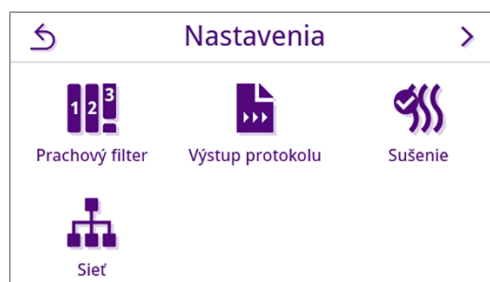 Nastavenia
1 2 3
Prachový filter
Výstup protokolu
Sušenie
Sieť